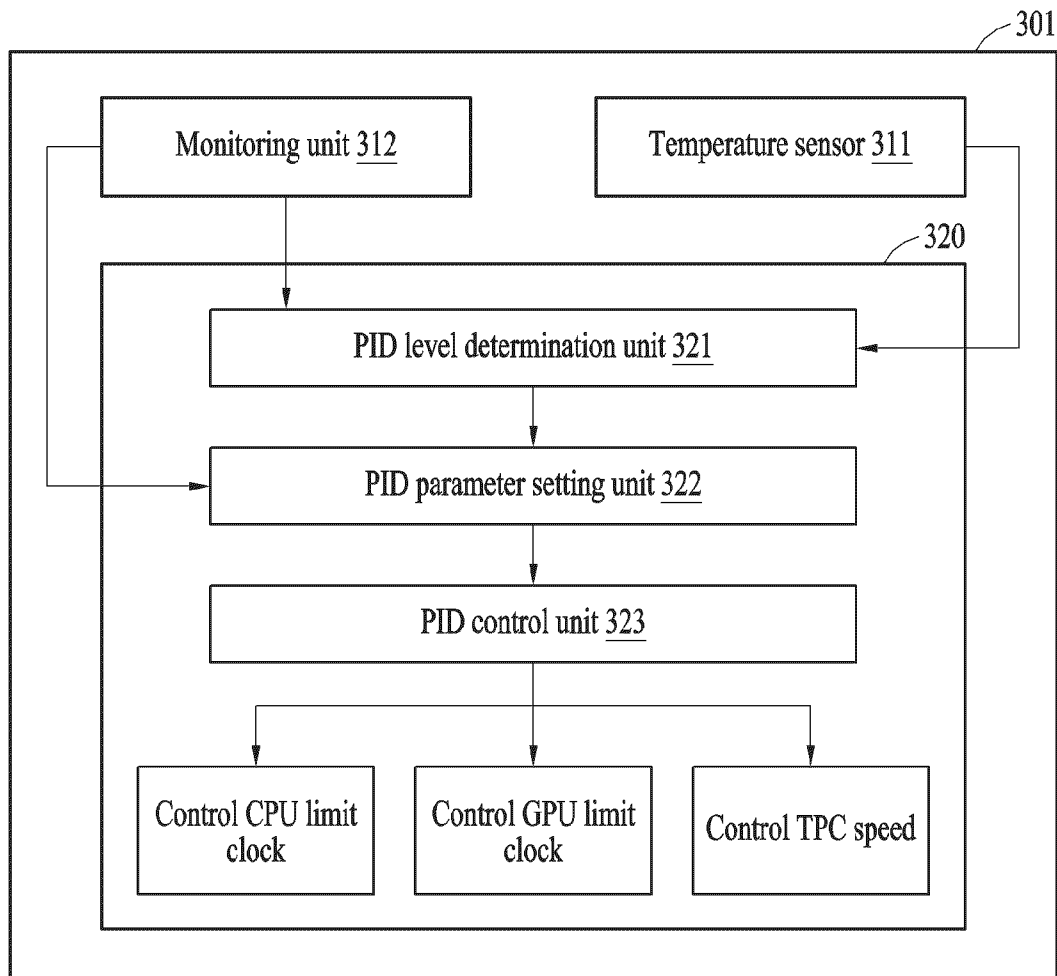 301
Monitoring unit 312
Temperature sensor 311
320
PID level determination unit 321
PID parameter setting unit 322
PID control unit 323
Control CPU limit
clock
Control GPU limit
clock
Control TPC speed